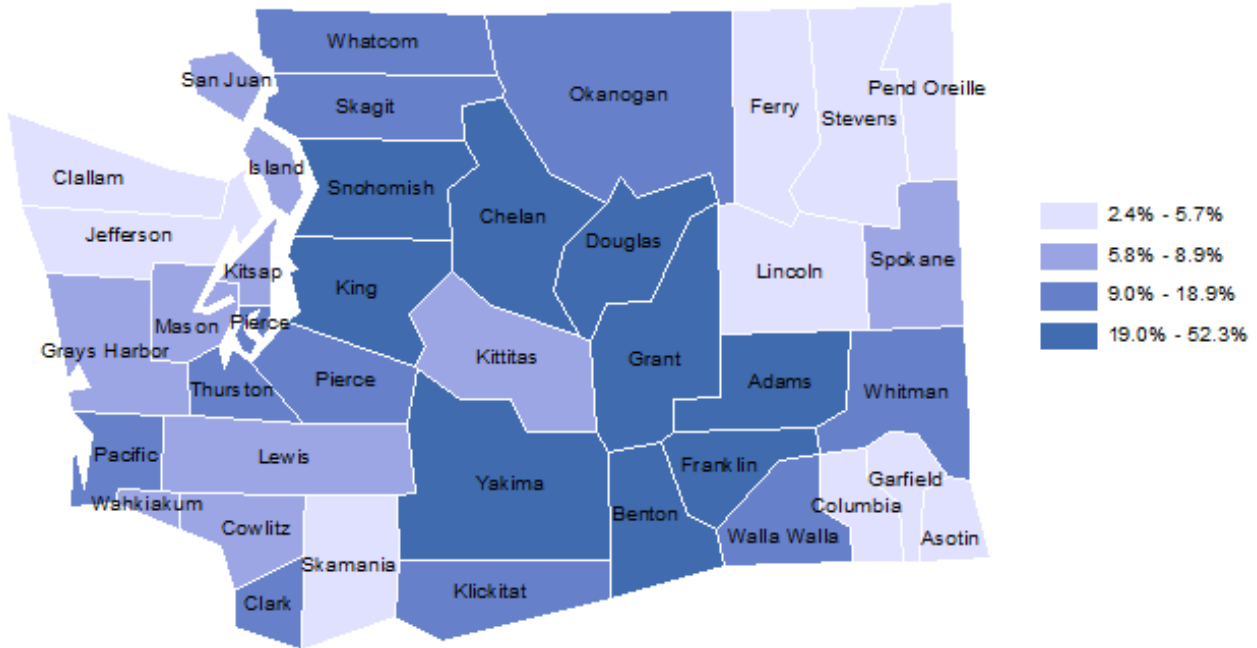 Whatcom
San Juan
Skagit
Okanogan
Ferry
Stevens
Pend Oreille
Island
Clallam
Snohomish
Chelan
Jefferson
Douglas
Kitsap
King
Lincoln
Spokane
Mason
Pierce
Grays Harbor
Kittitas
Grant
Thurston
Pierce
Adams
Whitman
Pacific
Lewis
Yakima
Franklin
Garfield
Wahkiakum
Cowlitz
Benton
Columbia
Walla Walla
Asotin
Skamania
Clark
Klickitat
2.4% - 5.7%
5.8% - 8.9%
9.0% - 18.9%
19.0% - 52.3%